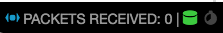 PACKETS RECEIVED: 0 |